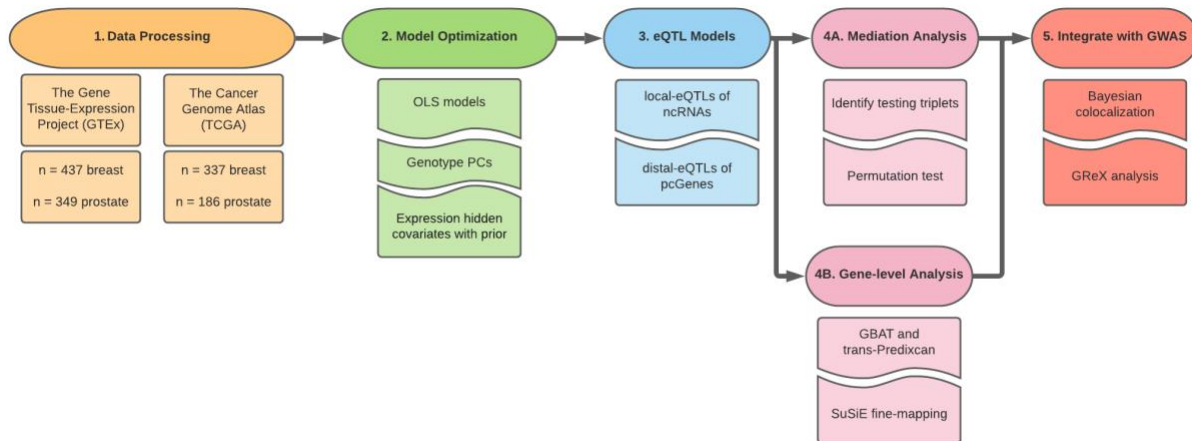 1. Data Processing
The Gene
Tissue-Expression
Project (GTEx)
The Cancer
Genome Atlas
(TCGA)
n = 437 breast
n = 349 prostate
n = 337 breast
n = 186 prostate
2. Model Optimization
OLS models
Genotype PCs
Expression hidden
covariates with prior
3. eQTL Models
local-eQTLs of
ncRNAs
distal-eQTLs of
pcGenes
4A. Mediation Analysis
Identify testing triplets
Permutation test
4B. Gene-level Analysis
GBAT and
trans-Predixcan
SuSiE fine-mapping
5. Integrate with GWAS
Bayesian
colocalization
GReX analysis